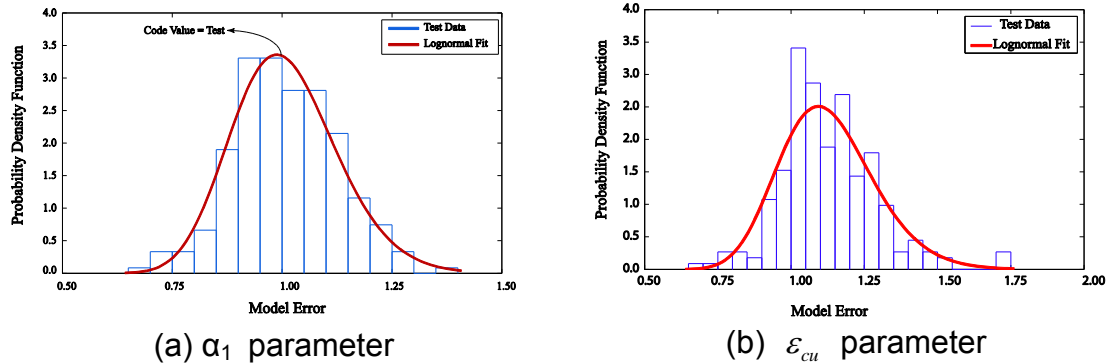 Code Value = Test
Test Data
Lognormal Fit
Probability Density Function
4.0
3.5
3.0
2.5
2.0
1.5
1.0
0.5
0.0
0.50 0.75 1.00 1.25 1.50
Model Error
(a) α₁ parameter
Test Data
Lognormal Fit
Probability Density Function
4.0
3.5
3.0
2.5
2.0
1.5
1.0
0.5
0.0
0.50 0.75 1.00 1.25 1.25 1.75 2.00
Model Error
(b) εcu parameter